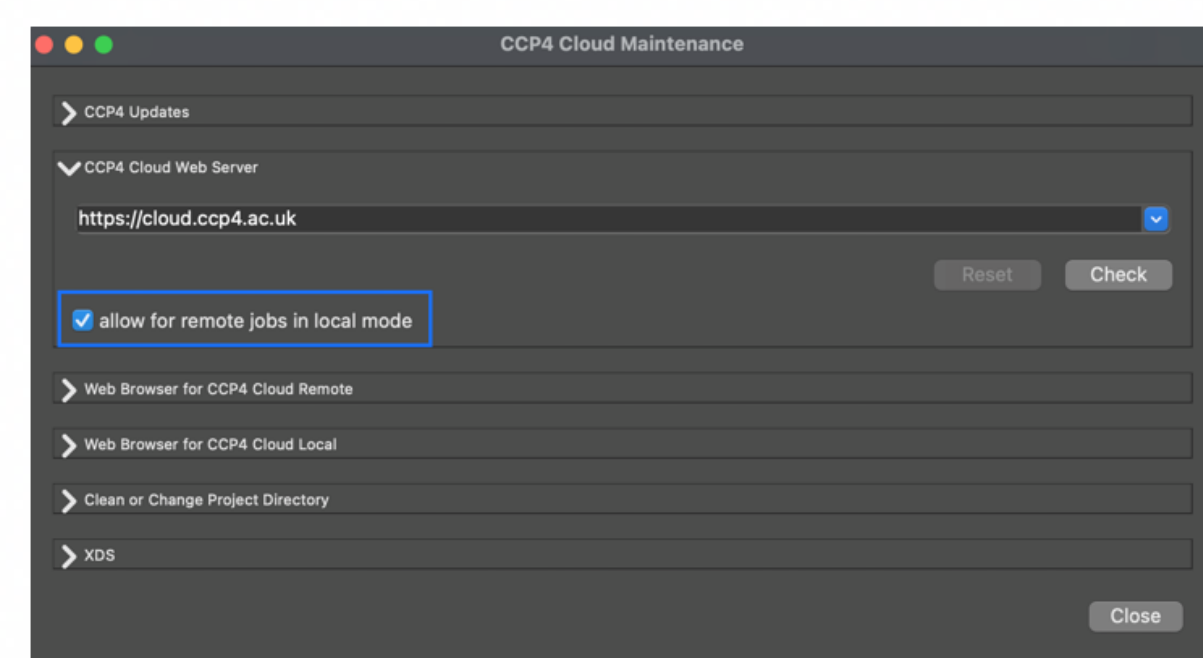 CCP4 Cloud Maintenance
CCP4 Updates
CCP4 Cloud Web Server
https://cloud.ccp4.ac.uk
Reset Check
allow for remote jobs in local mode
Web Browser for CCP4 Cloud Remote
Web Browser for CCP4 Cloud Local
Clean or Change Project Directory
XDS
Close